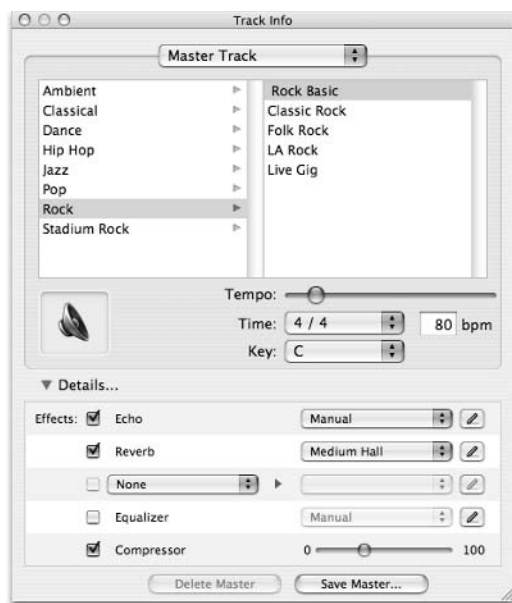 Track Info
Master Track
Ambient
Classical
Dance
Hip Hop
Jazz
Pop
Rock
Stadium Rock
Rock Basic
Classic Rock
Folk Rock
LA Rock
Live Gig
Tempo:
Time: 4 / 4 80 bpm
Key: C
Details...
Effects: Echo Manual
Reverb Medium Hall
None
Equalizer Manual
Compressor 0 100
Delete Master Save Master...